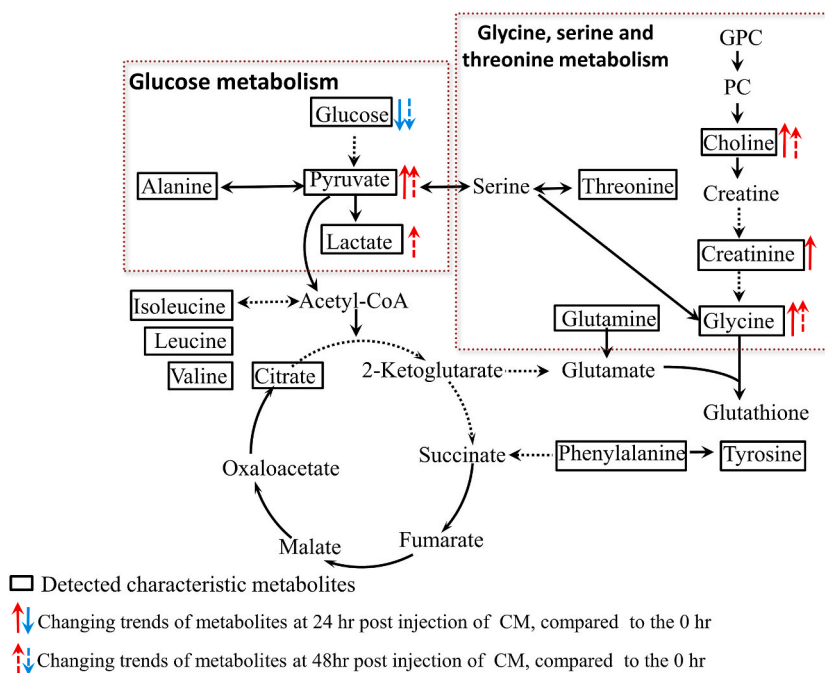 Glycine, serine and
threonine metabolism
GPC
Glucose metabolism
PC
Glucose
Choline
Alanine
Pyruvate
Serine
Threonine
Creatine
Lactate
Creatinine
Isoleucine
Acetyl-CoA
Glutamine
Glycine
Leucine
Valine
Citrate
2-Ketoglutarate
Glutamate
Glutathione
Oxaloacetate
Succinate
Phenylalanine
Tyrosine
Malate
Fumarate
Detected characteristic metabolites
Changing trends of metabolites at 24 hr post injection of CM, compared to the 0 hr
Changing trends of metabolites at 48hr post injection of CM, compared to the 0 hr